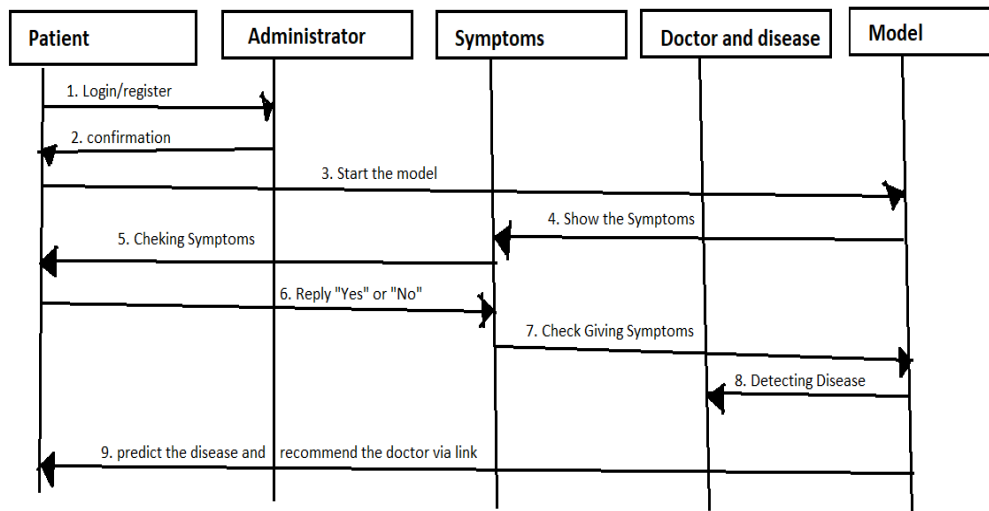 Patient
Administrator
Symptoms
Doctor and disease
Model
1. Login/register
2. confirmation
3. Start the model
4. Show the Symptoms
5. Cheking Symptoms
6. Reply "Yes" or "No"
7. Check Giving Symptoms
8. Detecting Disease
9. predict the disease and recommend the doctor via link